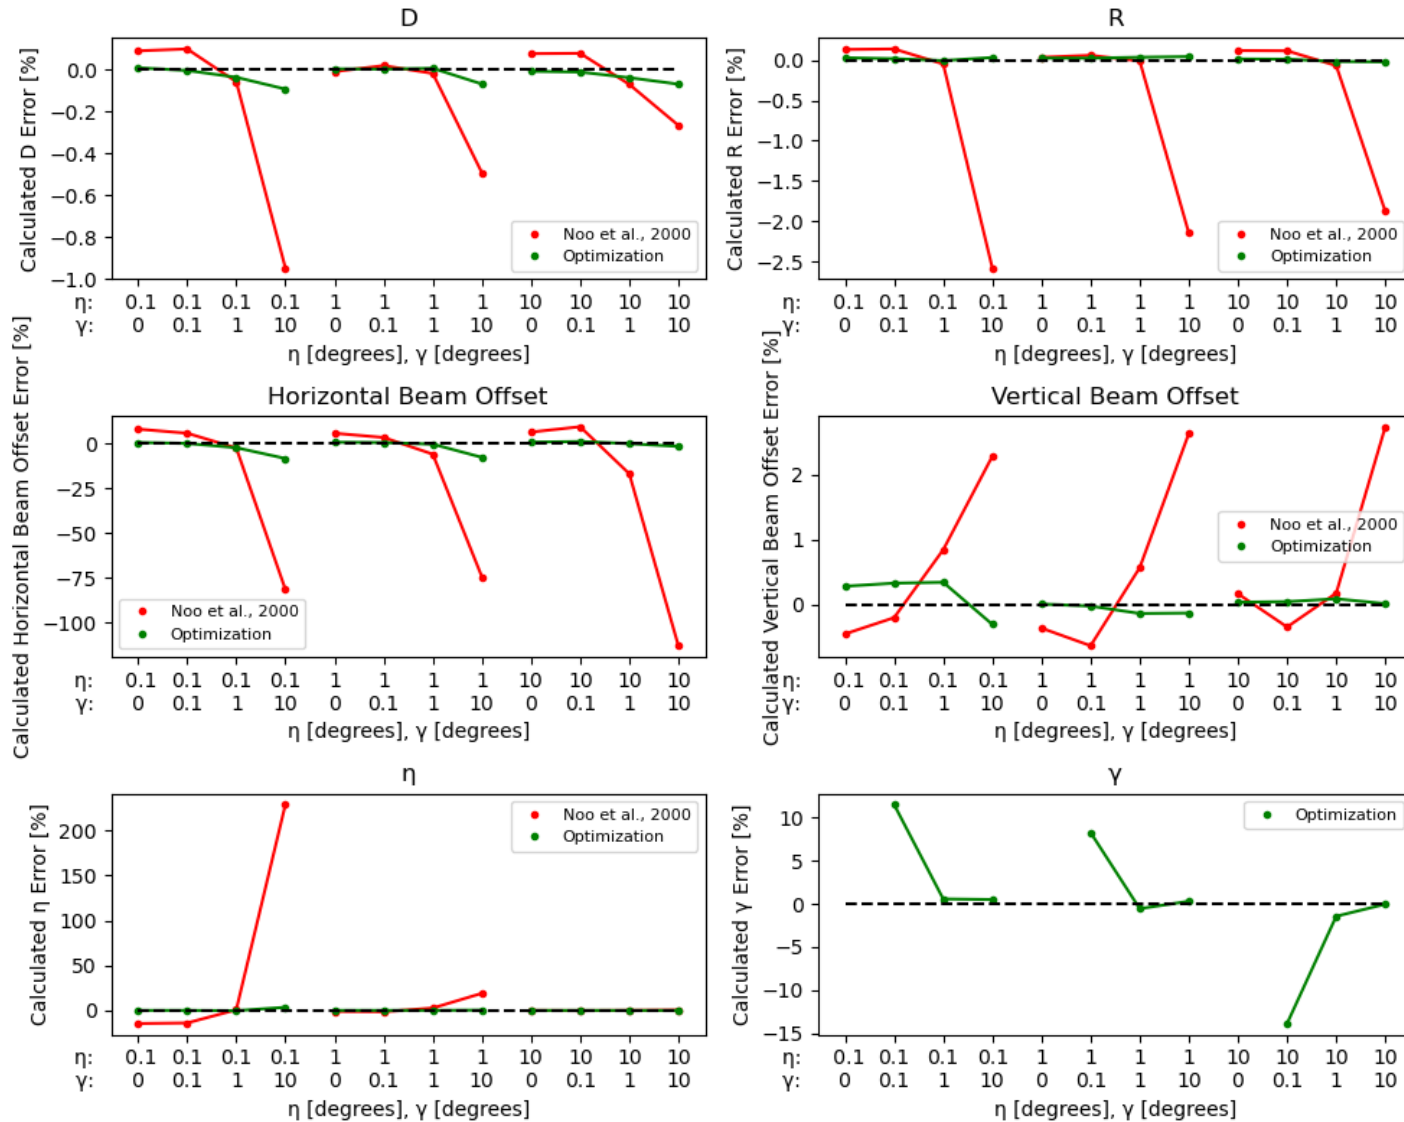 D
Calculated D Error [%]
0.0
−0.2
−0.4
−0.6
−0.8
−1.0
Noo et al., 2000
Optimization
η: 0.1 0.1 0.1 0.1 1 1 1 1 10 10 10 10
γ: 0 0.1 1 10 0 0.1 1 10 0 0.1 1 10
η [degrees], γ [degrees]
R
Calculated R Error [%]
0.0
−0.5
−1.0
−1.5
−2.0
−2.5
Noo et al., 2000
Optimization
0.1 0.1 0.1 0.1 1 1 1 1 10 10 10 10
0 0.1 1 10 0 0.1 1 10 0 0.1 1 10
η [degrees], γ [degrees]
Horizontal Beam Offset
Calculated Horizontal Beam Offset Error [%]
0
−25
−50
−75
−100
Noo et al., 2000
Optimization
η: 0.1 0.1 0.1 0.1 1 1 1 1 10 10 10 10
γ: 0 0.1 1 10 0 0.1 1 10 0 0.1 1 10
η [degrees], γ [degrees]
Vertical Beam Offset
Calculated Vertical Beam Offset Error [%]
2
1
0
Noo et al., 2000
Optimization
0.1 0.1 0.1 0.1 1 1 1 1 10 10 10 10
0 0.1 1 10 0 0.1 1 10 0 0.1 1 10
η [degrees], γ [degrees]
η
Calculated η Error [%]
200
150
100
50
0
Noo et al., 2000
Optimization
η: 0.1 0.1 0.1 0.1 1 1 1 1 10 10 10 10
γ: 0 0.1 1 10 0 0.1 1 10 0 0.1 1 10
η [degrees], γ [degrees]
γ
Calculated γ Error [%]
10
5
0
−5
−10
−15
Optimization
0.1 0.1 0.1 0.1 1 1 1 1 10 10 10 10
0 0.1 1 10 0 0.1 1 10 0 0.1 1 10
η [degrees], γ [degrees]